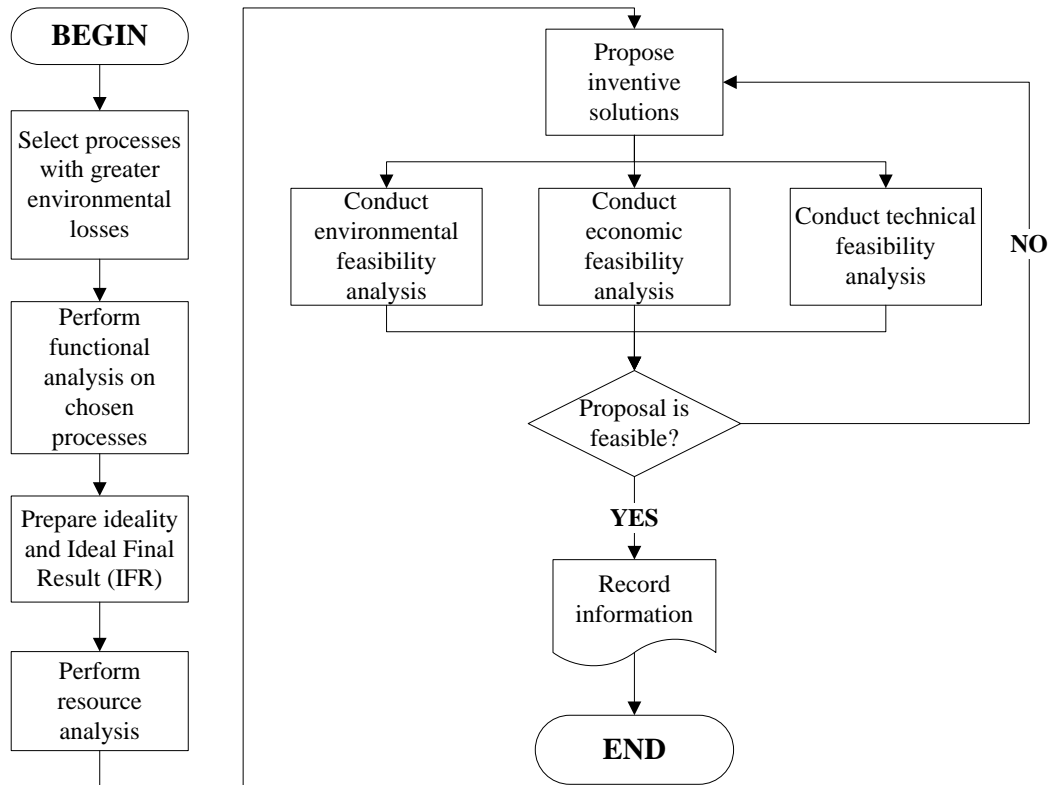 BEGIN
Select processes
with greater
environmental
losses
Perform
functional
analysis on
chosen
processes
Prepare ideality
and Ideal Final
Result (IFR)
Perform
resource
analysis
Propose
inventive
solutions
Conduct
environmental
feasibility
analysis
Conduct
economic
feasibility
analysis
Conduct technical
feasibility
analysis
NO
Proposal is
feasible?
YES
Record
information
END